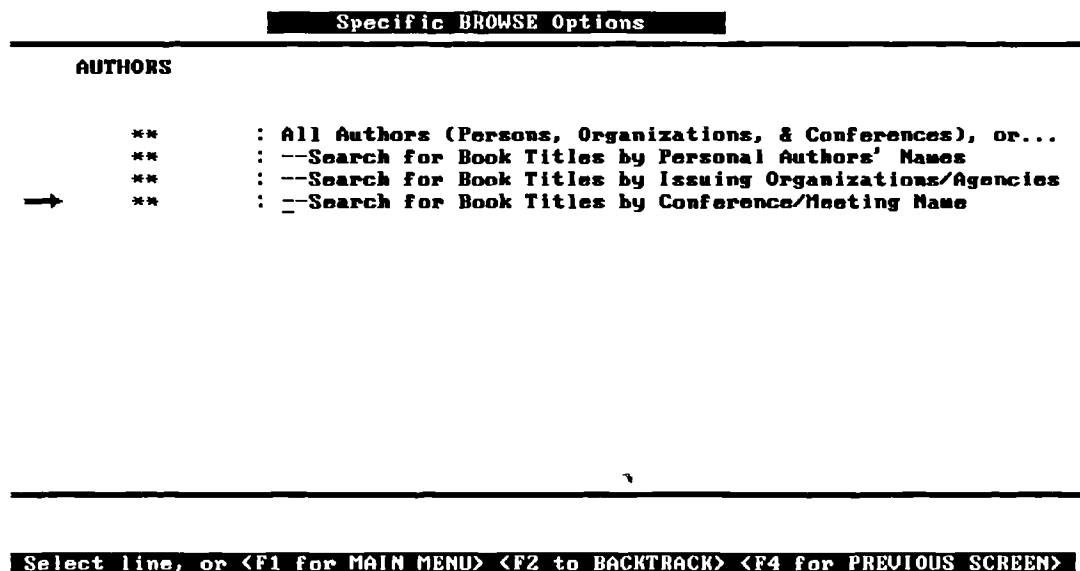 Specific BROWSE Options
AUTHORS
** : All Authors (Persons, Organizations, & Conferences), or...
** : --Search for Book Titles by Personal Authors' Names
** : --Search for Book Titles by Issuing Organizations/Agencies
→ ** : --Search for Book Titles by Conference/Meeting Name
Select line, or <F1 for MAIN MENU> <F2 to BACKTRACK> <F4 for PREVIOUS SCREEN>